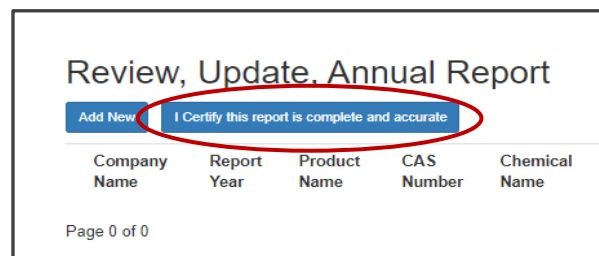 Review, Update, Annual Report
Add New I Certify this report is complete and accurate
Company Report Product CAS Chemical
Name Year Name Number Name
Page 0 of 0